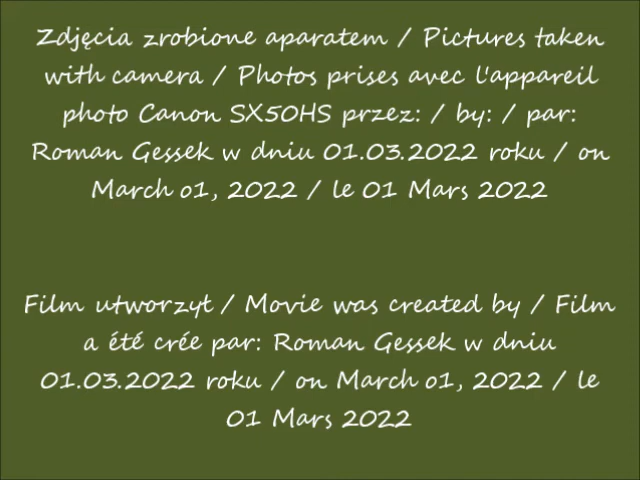 Zdjęcia zrobione aparatem / Pictures taken
with camera / Photos prises avec l'appareil
photo Canon SX50HS przez: / by: / par:
Roman Gessek w dniu 01.03.2022 roku / on
March o1, 2022 / le 01 Mars 2022
Film utworzył / Movie was created by / Film
a été crée par: Roman Gessek w dniu
01.03.2022 roku / on March o1, 2022 / le
01 Mars 2022